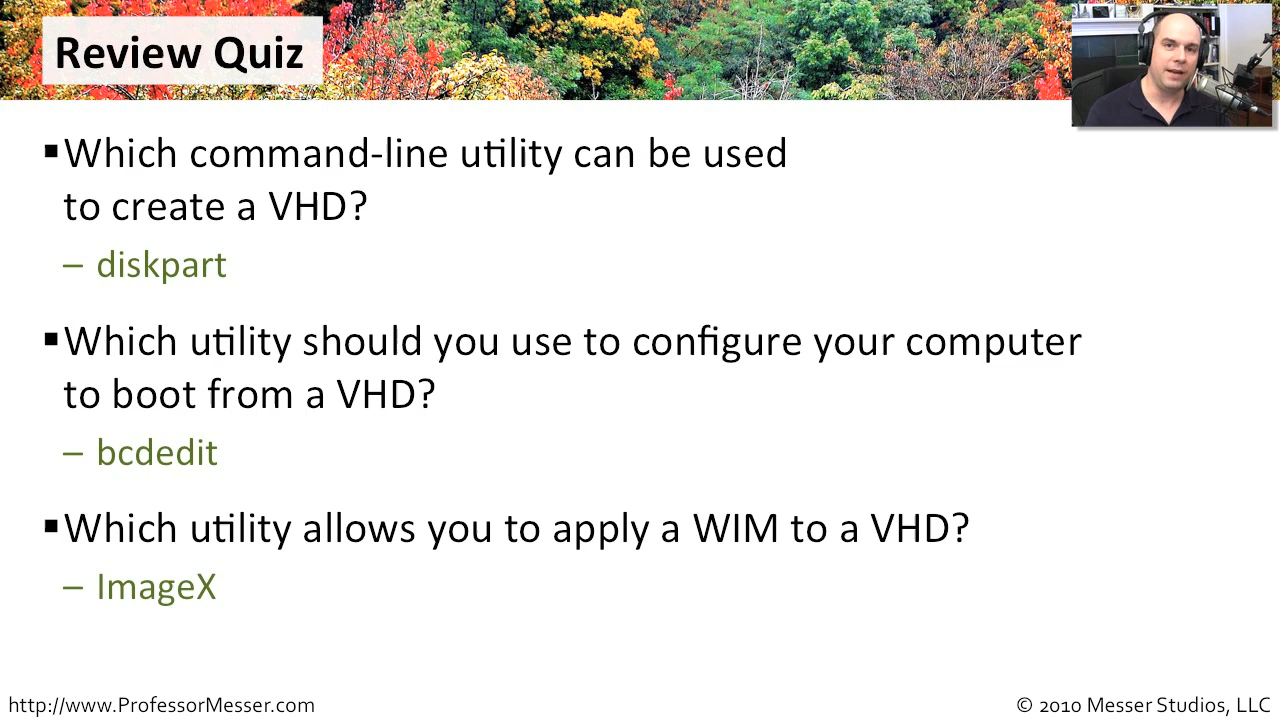 Review Quiz
▪Which command-line utility can be used
to create a VHD?
– diskpart
▪Which utility should you use to configure your computer
to boot from a VHD?
– bcdedit
▪Which utility allows you to apply a WIM to a VHD?
– ImageX
http://www.ProfessorMesser.com
© 2010 Messer Studios, LLC